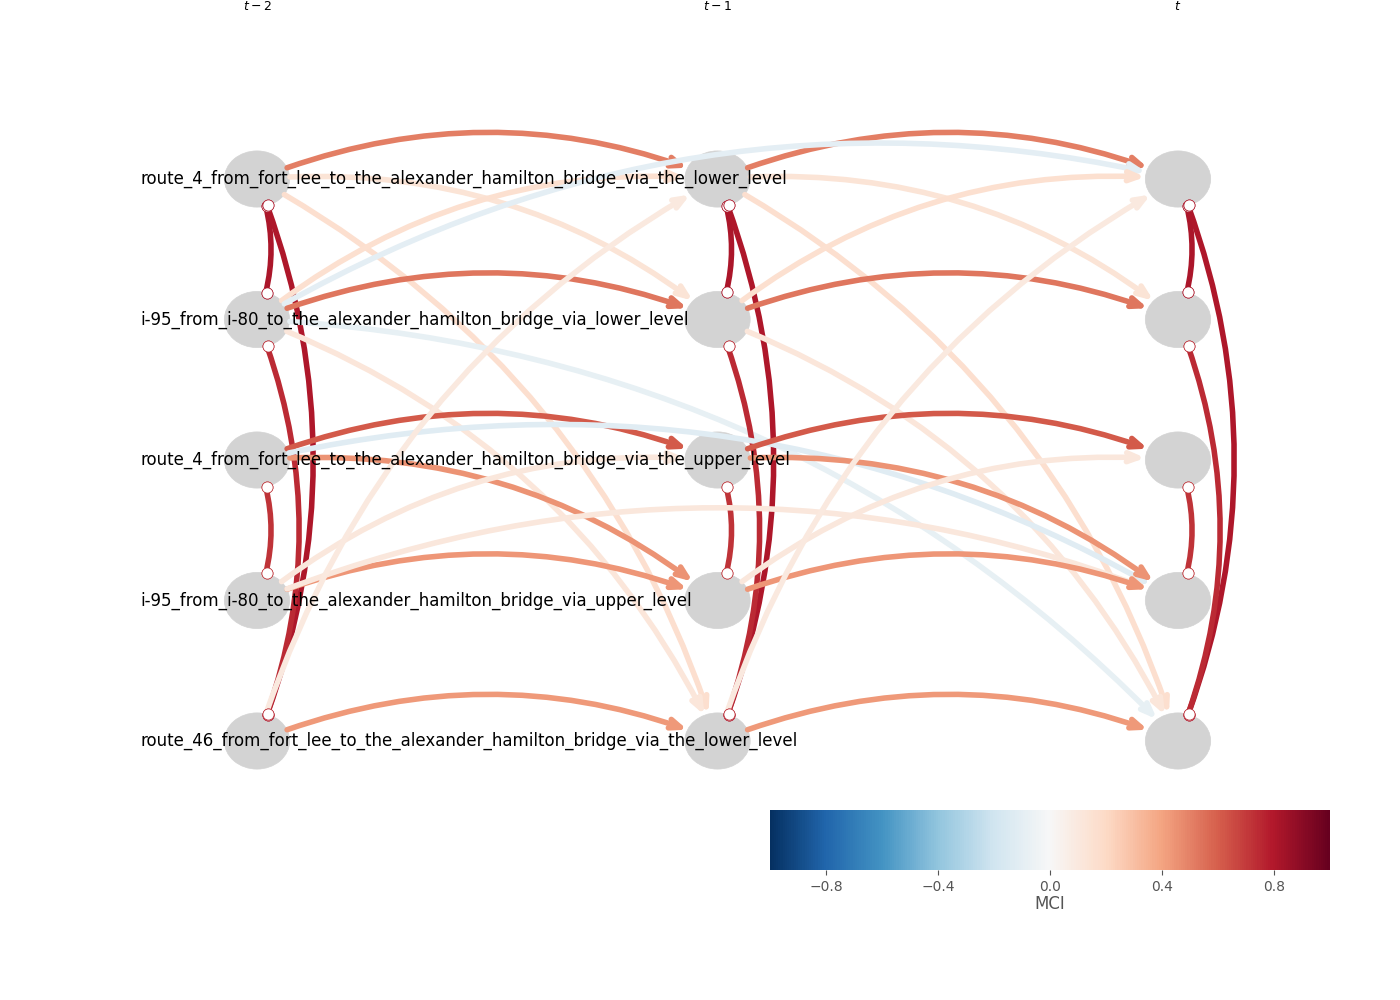 t − 2 t − 1 t
route_4_from_fort_lee_to_the_alexander_hamilton_bridge_via_the_lower_level
i-95_from_i-80_to_the_alexander_hamilton_bridge_via_lower_level
route_4_from_fort_lee_to_the_alexander_hamilton_bridge_via_the_upper_level
i-95_from_i-80_to_the_alexander_hamilton_bridge_via_upper_level
route_46_from_fort_lee_to_the_alexander_hamilton_bridge_via_the_lower_level
−0.8 −0.4 0.0 0.4 0.8
MCI